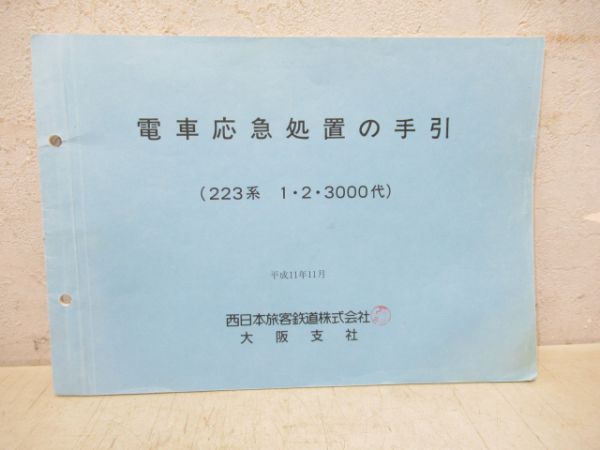 電車応急処置の手引
(223系 1・2・3000代)
平成11年11月
西日本旅客鉄道株式会社
大阪支社